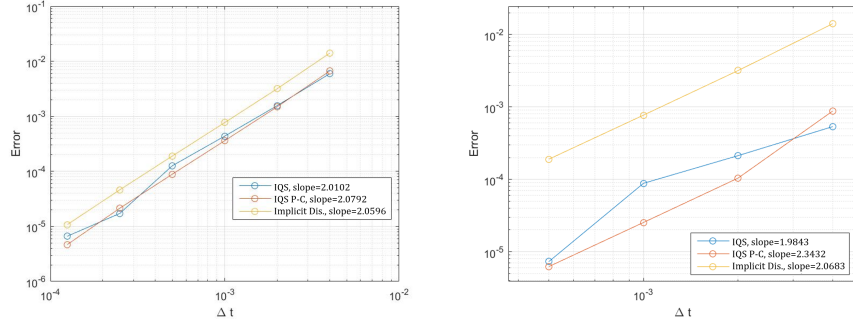 10^-1
10^-2
10^-3
10^-4
10^-5
10^-6
Error
10^-4
10^-3
10^-2
Δ t
IQS, slope=2.0102
IQS P-C, slope=2.0792
Implicit Dis., slope=2.0596
10^-2
10^-3
10^-4
10^-5
Error
10^-3
Δ t
IQS, slope=1.9843
IQS P-C, slope=2.3432
Implicit Dis., slope=2.0683